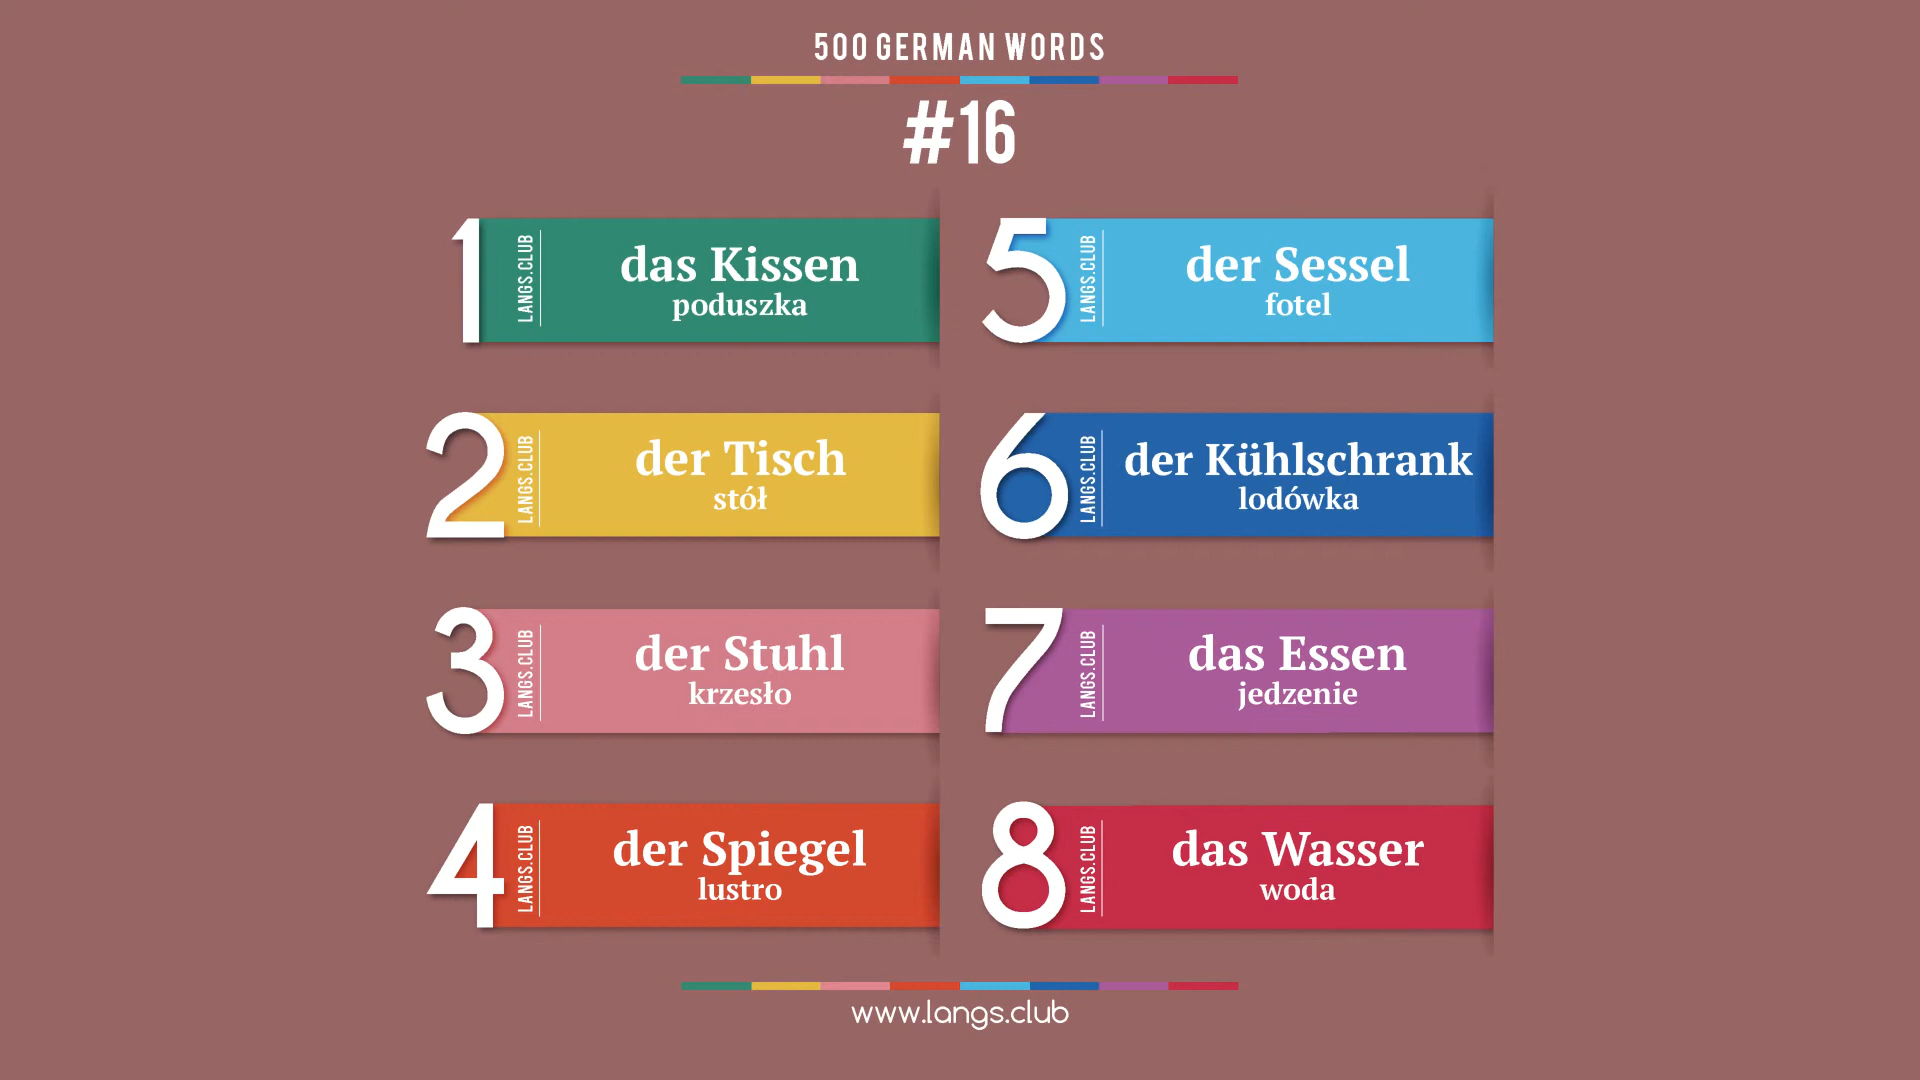 500 GERMAN WORDS
#16
1
LANGS.CLUB
das Kissen
poduszka
2
LANGS.CLUB
der Tisch
stół
3
LANGS.CLUB
der Stuhl
krzesło
4
LANGS.CLUB
der Spiegel
lustro
5
LANGS.CLUB
der Sessel
fotel
6
LANGS.CLUB
der Kühlschrank
lodówka
7
LANGS.CLUB
das Essen
jedzenie
8
LANGS.CLUB
das Wasser
woda
www.langs.club